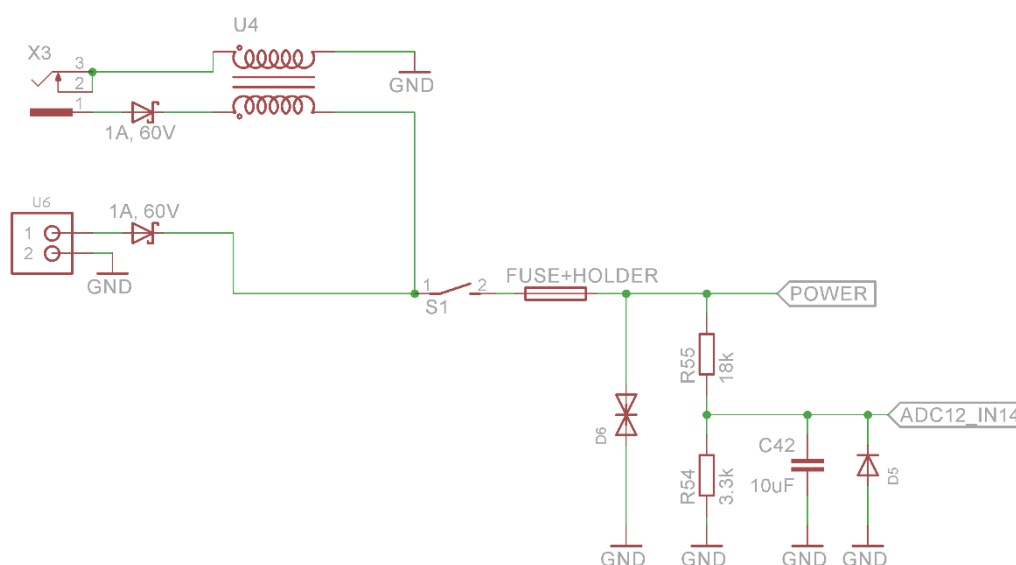 U4
X3
3
2
1
GND
1A, 60V
U6
1A, 60V
1
2
GND
FUSE+HOLDER
1
2
S1
POWER
R55
18k
ADC12_IN14
D6
C42
R54
3.3k
10uF
D5
GND
GND
GND
GND